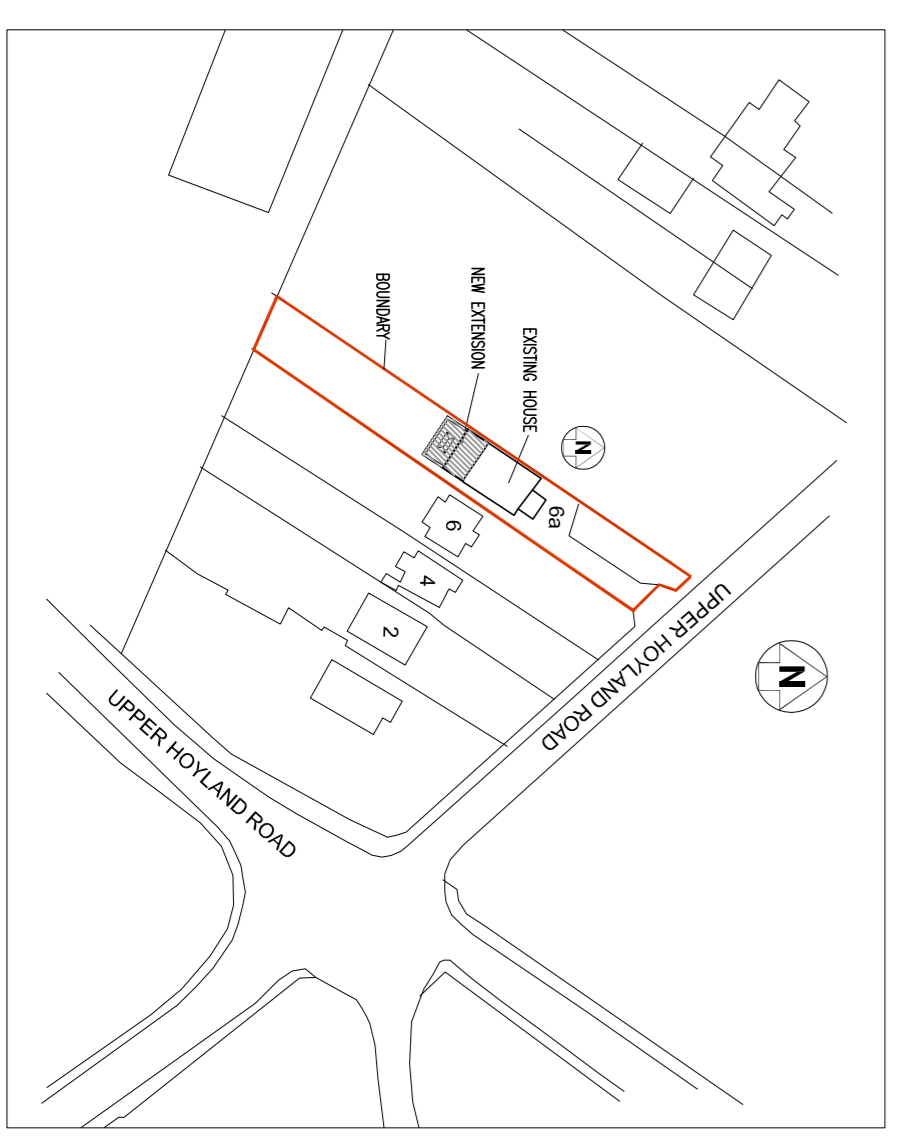 BOUNDARY
NEW EXTENSION
EXISTING HOUSE
N
6a
6
4
2
UPPER HOYLAND ROAD
N
UPPER HOYLAND ROAD